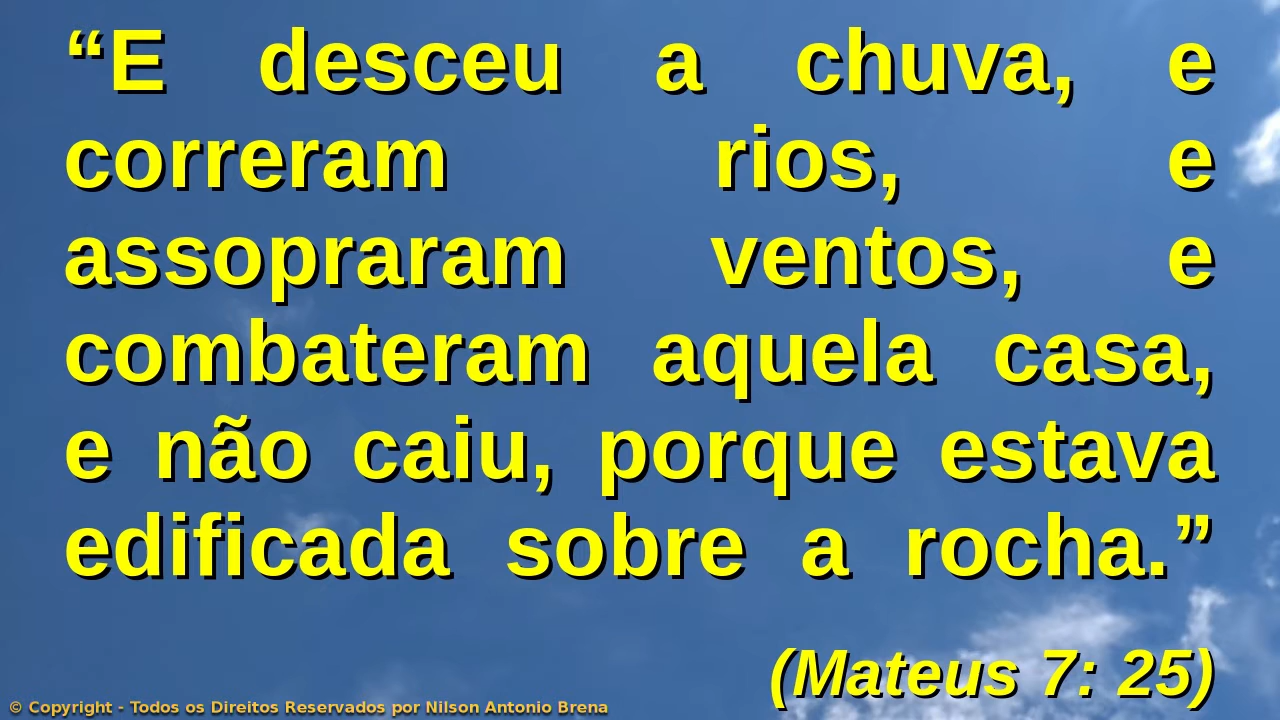 “E desceu a chuva, e
correram rios, e
assopraram ventos, e
combateram aquela casa,
e não caiu, porque estava
edificada sobre a rocha.”
(Mateus 7: 25)
© Copyright - Todos os Direitos Reservados por Nilson Antonio Brena